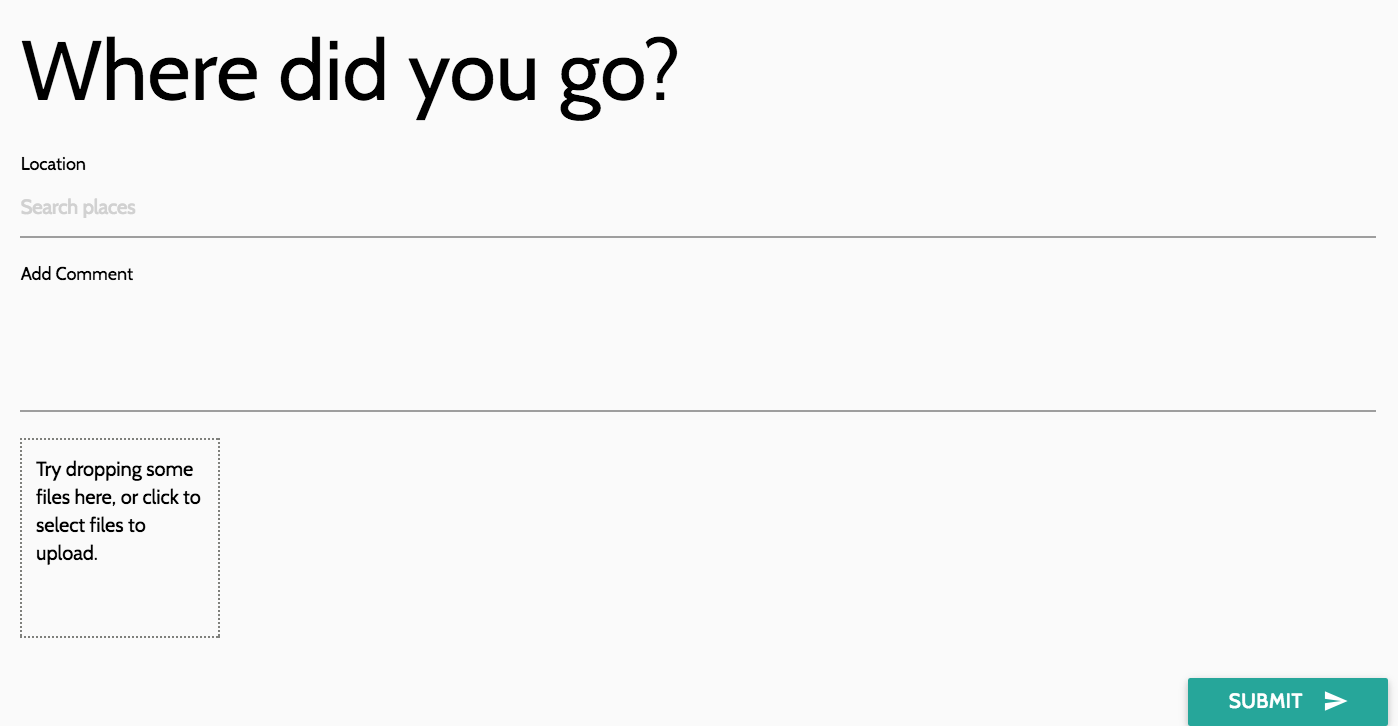 Where did you go?
Location
Search places
Add Comment
Try dropping some
files here, or click to
select files to
upload.
SUBMIT